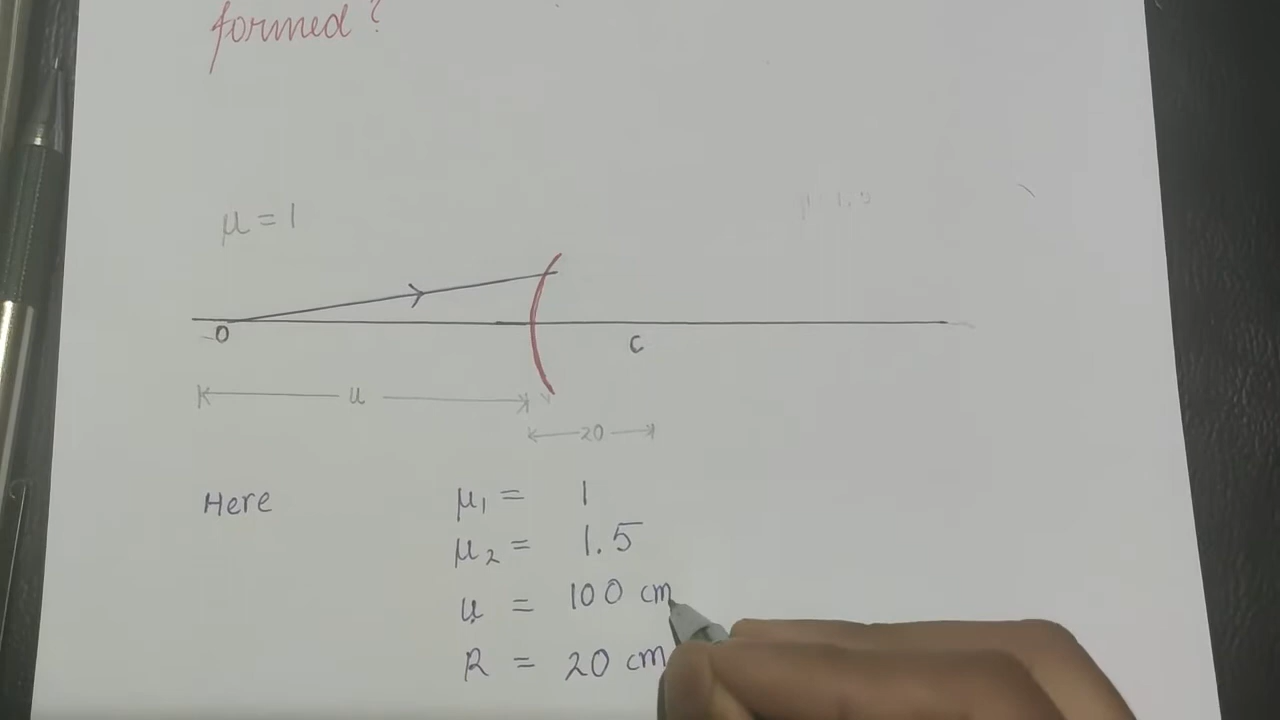 formed?
μ = 1
O
C
u
20
Here
μ₁ = 1
μ₂ = 1.5
u = 100 cm
R = 20 cm